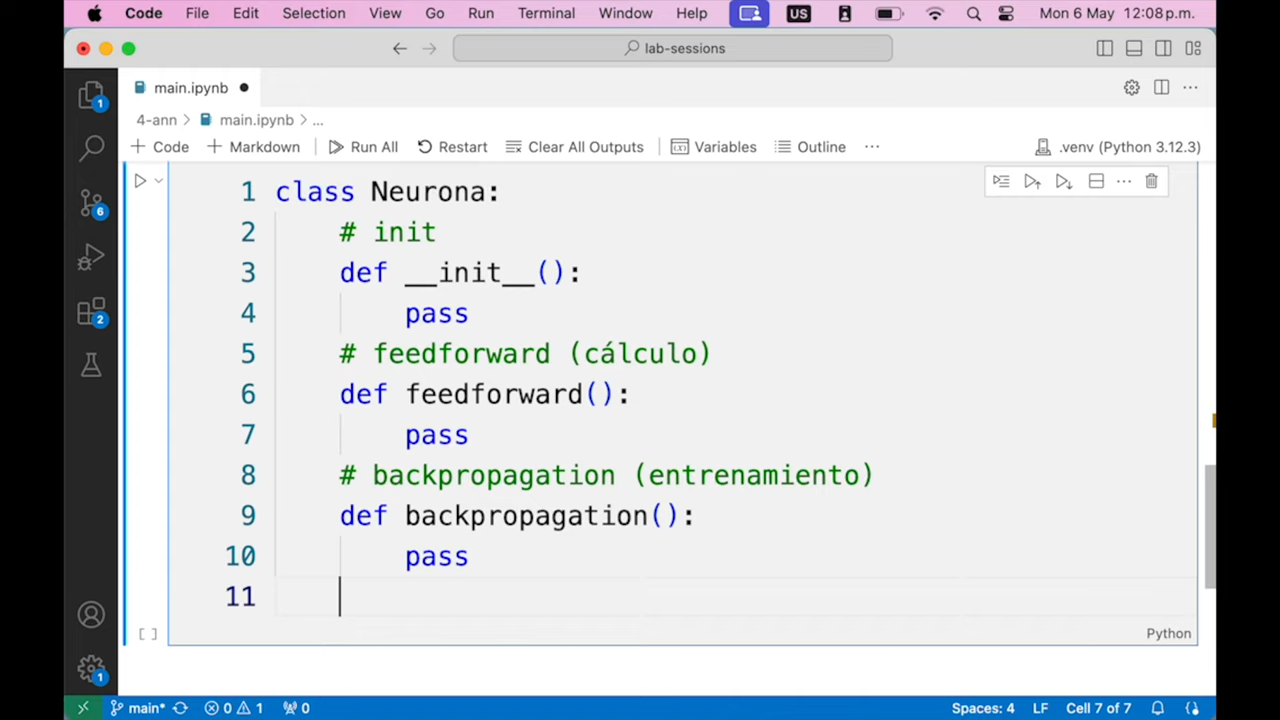 Code File Edit Selection View Go Run Terminal Window Help US Mon 6 May 12:08 p.m.
lab-sessions
main.ipynb
4-ann > main.ipynb > ...
+ Code + Markdown Run All Restart Clear All Outputs Variables Outline ... .venv (Python 3.12.3)
1 class Neurona:
2 # init
3 def __init__():
4 pass
5 # feedforward (cálculo)
6 def feedforward():
7 pass
8 # backpropagation (entrenamiento)
9 def backpropagation():
10 pass
11
[ ]
Python
1
6
2
1
main* 0 1 0 Spaces: 4 LF Cell 7 of 7